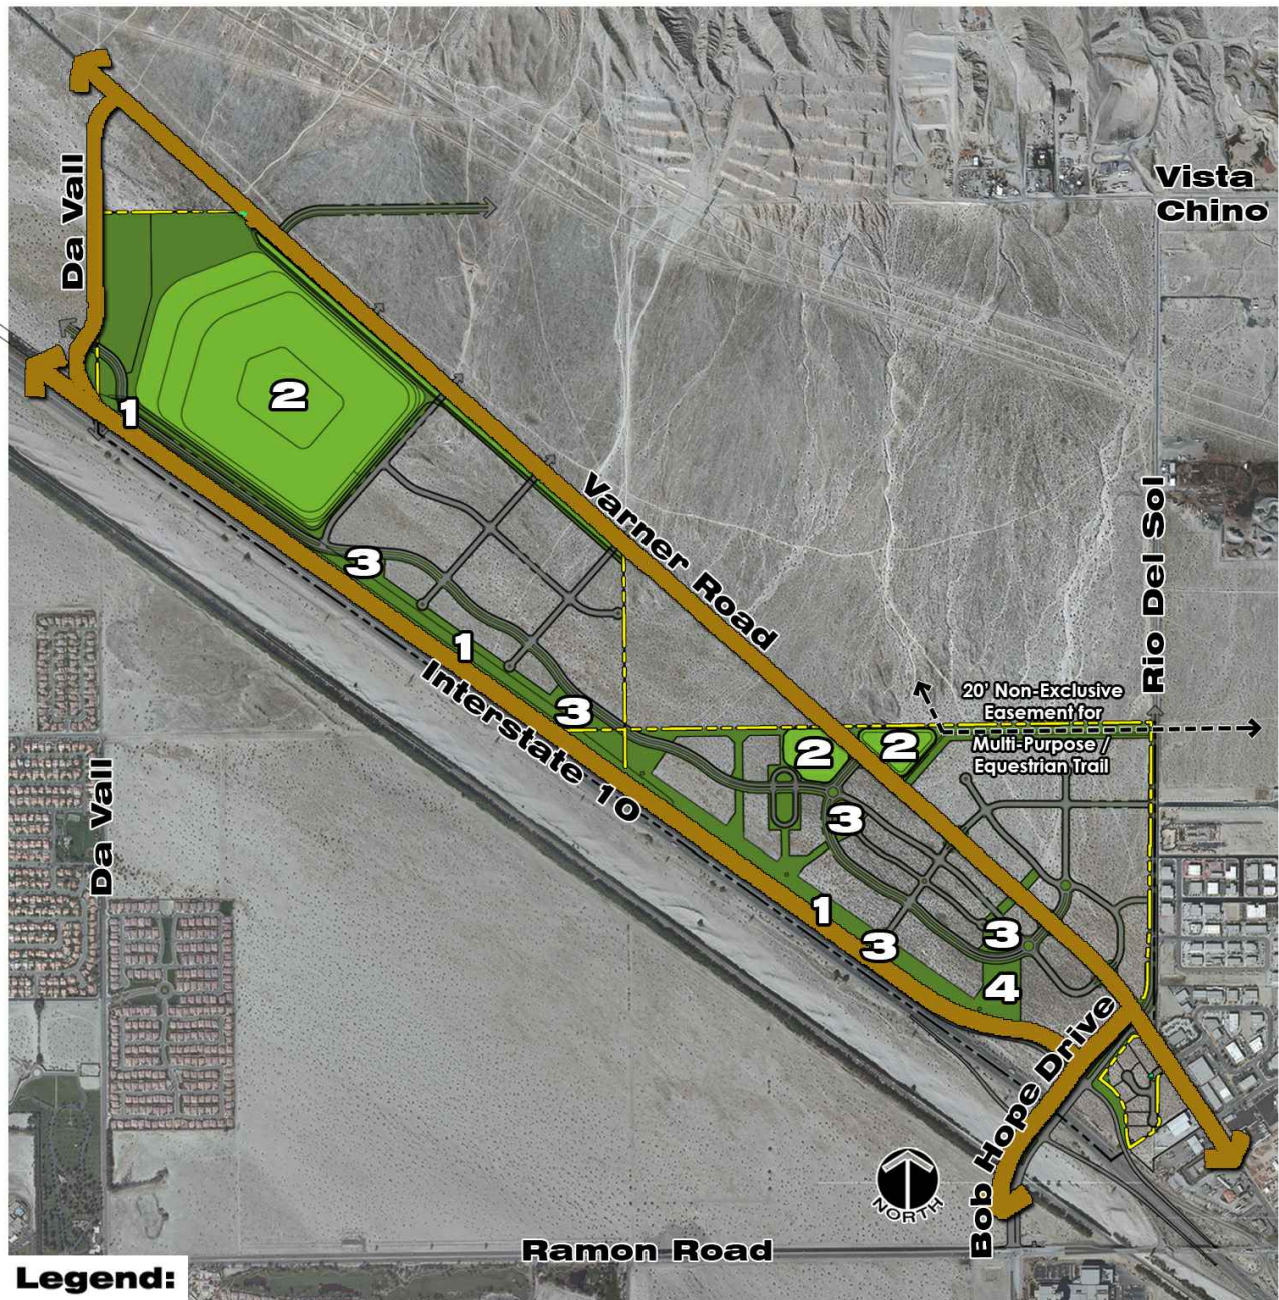 Vista
Chino
Da Vall
2
1
Varner Road
Rio Del Sol
3
1
Interstate 10
3
20' Non-Exclusive
Easement for
Multi-Purpose /
Equestrian Trail
2
2
Da Vall
3
1
3
3
4
Bob Hope Drive
NORTH
Ramon Road
Legend: